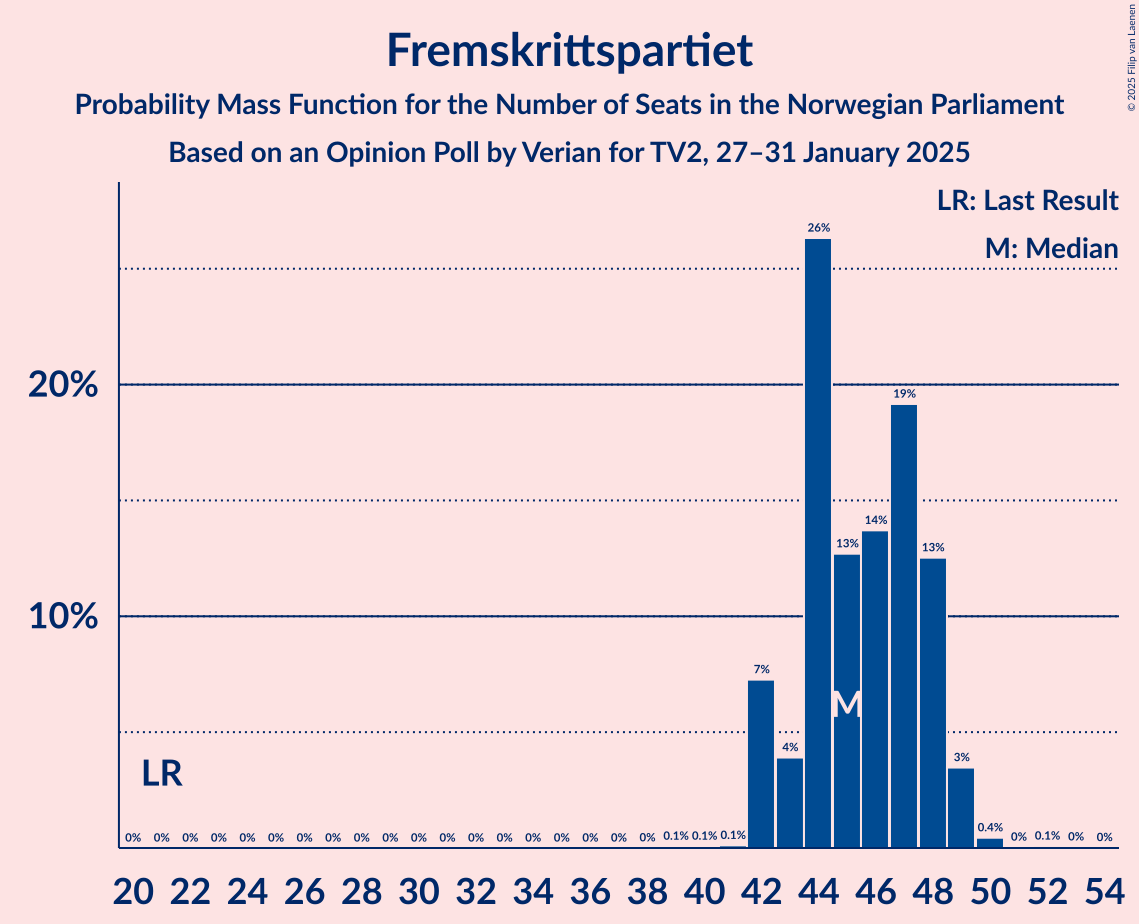 Fremskrittspartiet
Probability Mass Function for the Number of Seats in the Norwegian Parliament
Based on an Opinion Poll by Verian for TV2, 27–31 January 2025
© 2025 Filip van Laenen
LR: Last Result
M: Median
20%
10%
26%
19%
14%
13%
13%
7%
4%
3%
M
LR
0% 0% 0% 0% 0% 0% 0% 0% 0% 0% 0% 0% 0% 0% 0% 0% 0% 0% 0% 0.1% 0.1% 0.1% 0.4% 0% 0.1% 0% 0%
20 22 24 26 28 30 32 34 36 38 40 42 44 46 48 50 52 54